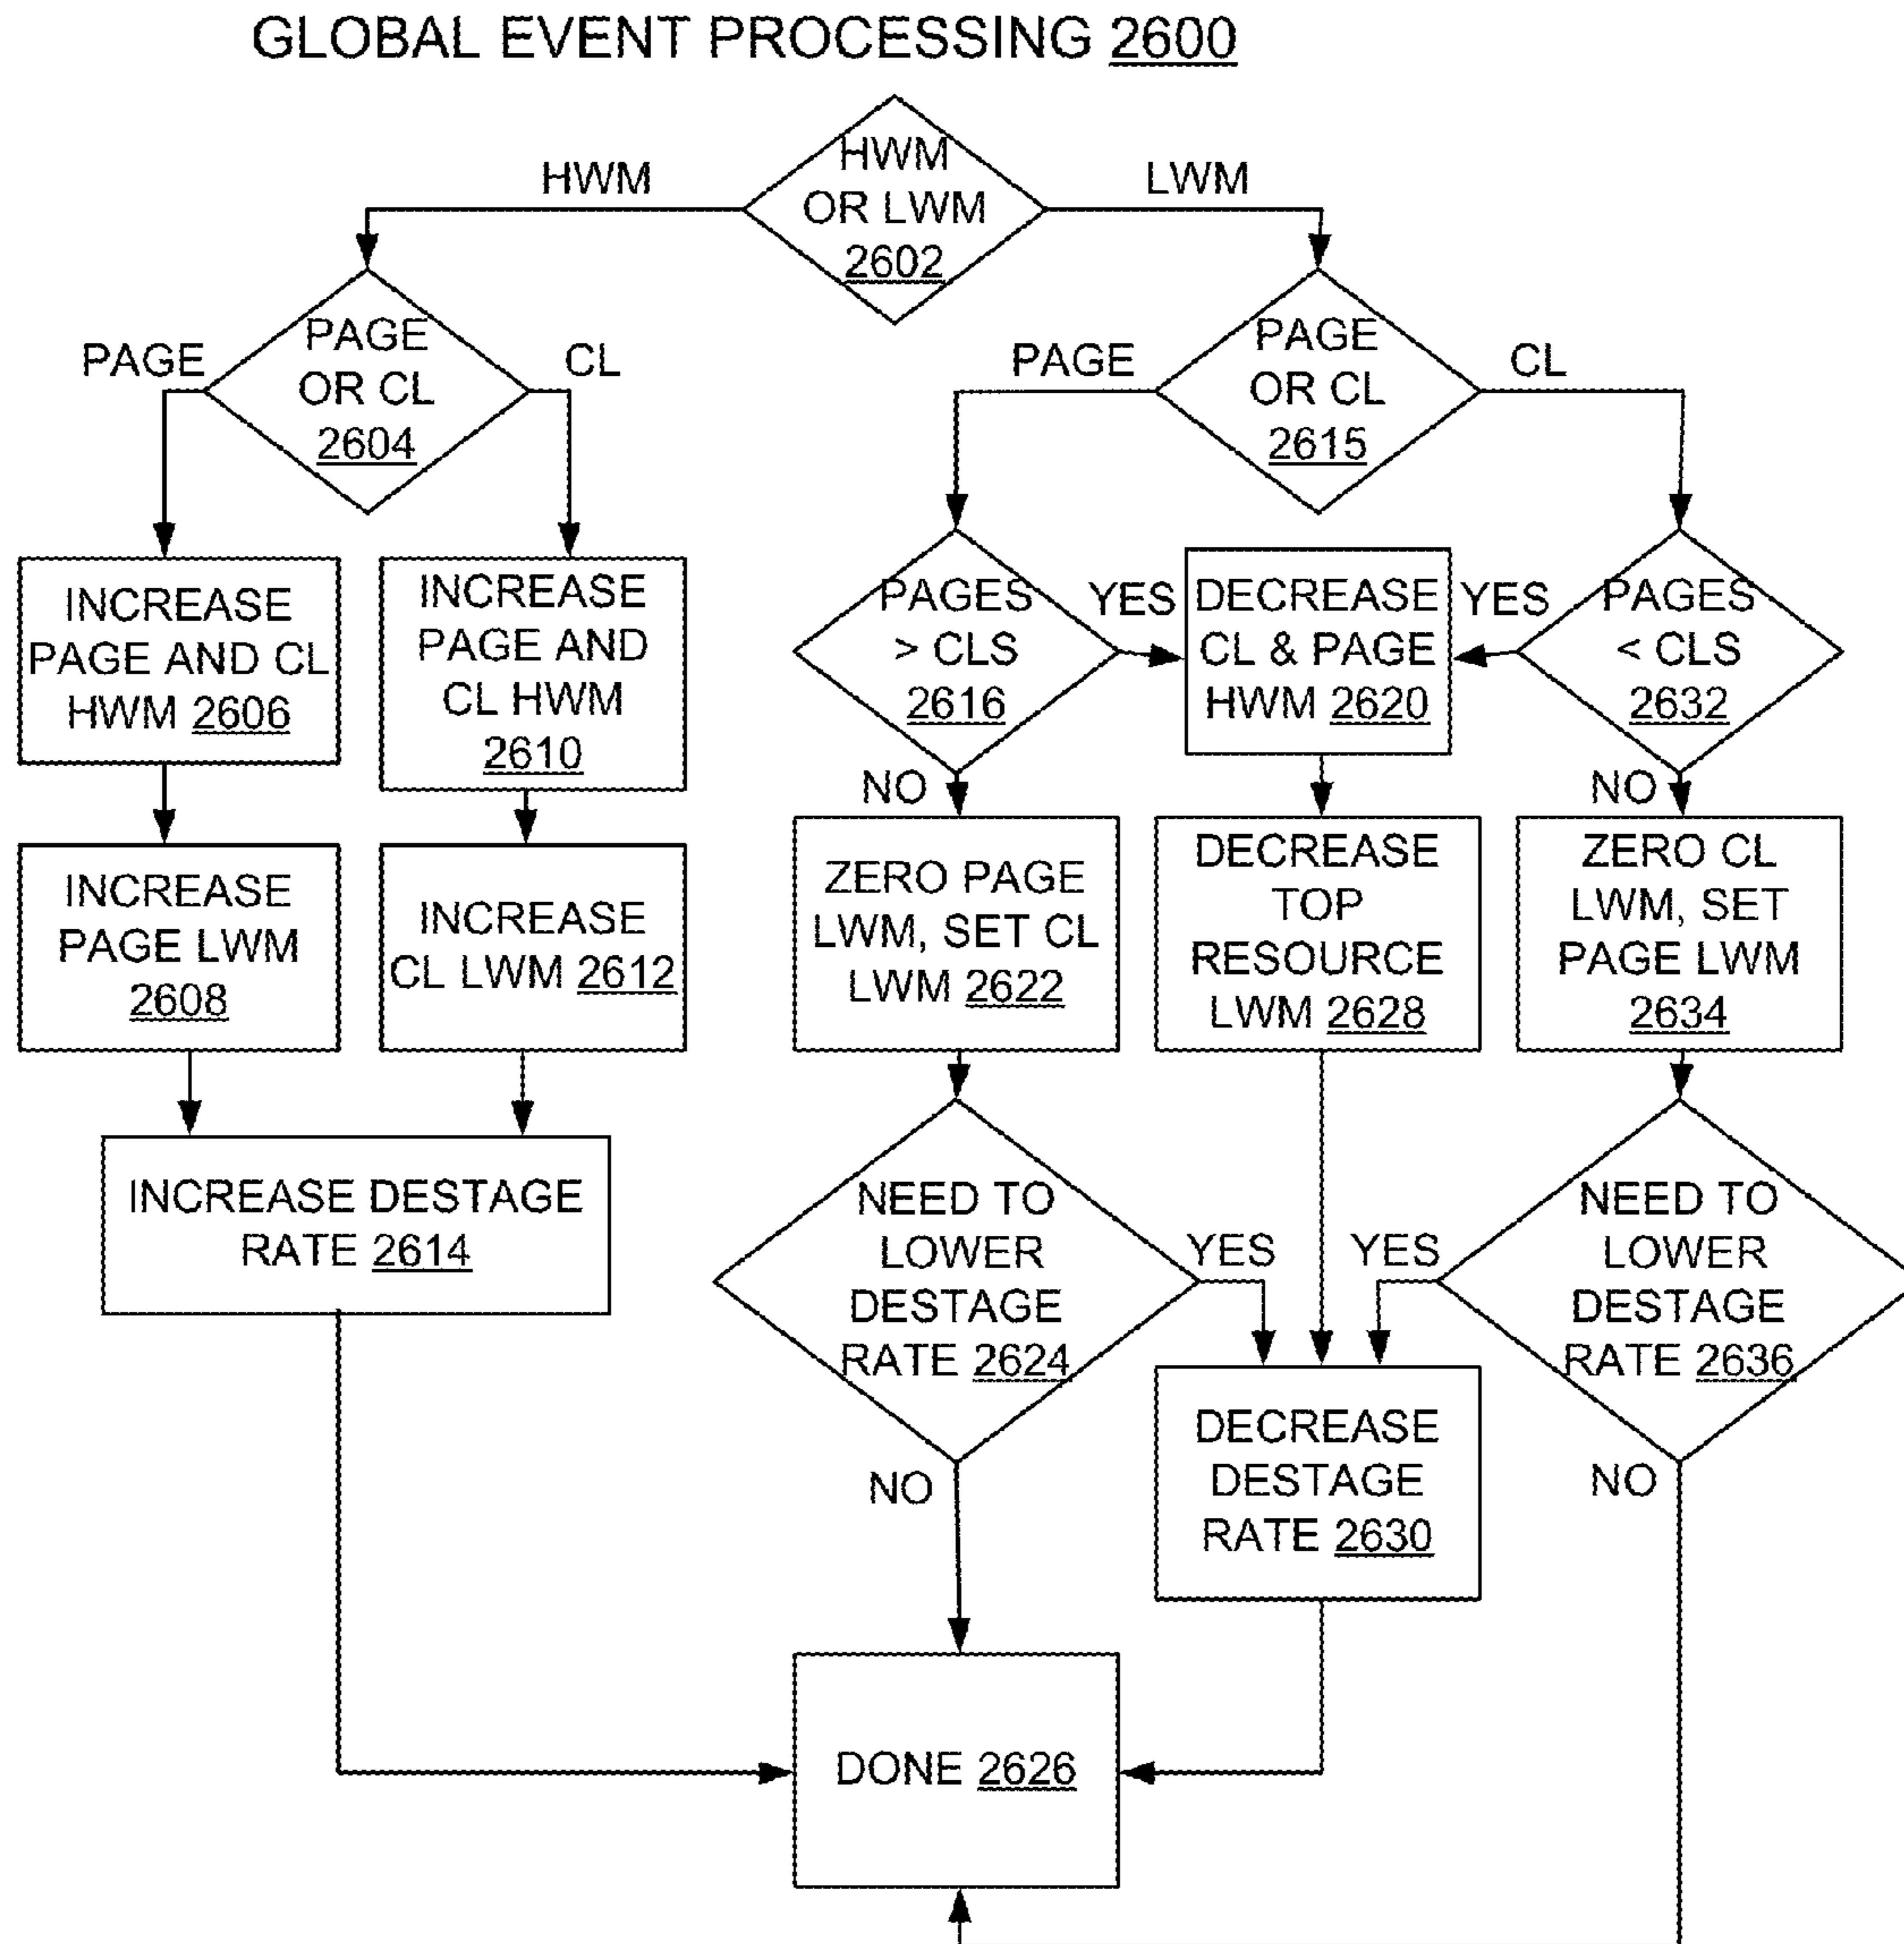 GLOBAL EVENT PROCESSING 2600
HWM
OR LWM
2602
HWM
LWM
PAGE
OR CL
2604
PAGE
CL
PAGE
OR CL
2615
PAGE
CL
INCREASE
PAGE AND CL
HWM 2606
INCREASE
PAGE AND
CL HWM
2610
PAGES
> CLS
2616
YES
DECREASE
CL & PAGE
HWM 2620
YES
PAGES
< CLS
2632
NO
NO
INCREASE
PAGE LWM
2608
INCREASE
CL LWM 2612
ZERO PAGE
LWM, SET CL
LWM 2622
DECREASE
TOP
RESOURCE
LWM 2628
ZERO CL
LWM, SET
PAGE LWM
2634
INCREASE DESTAGE
RATE 2614
NEED TO
LOWER
DESTAGE
RATE 2624
YES
YES
NEED TO
LOWER
DESTAGE
RATE 2636
NO
DECREASE
DESTAGE
RATE 2630
NO
DONE 2626